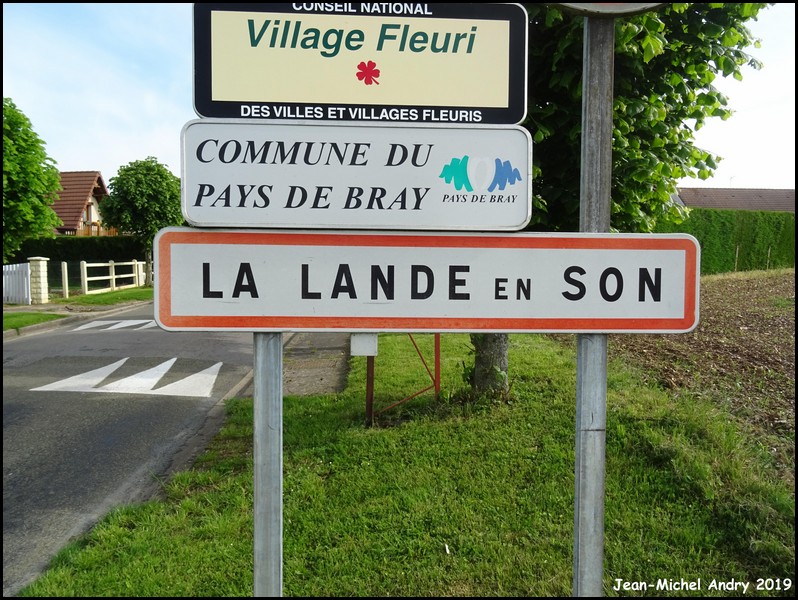 CONSEIL NATIONAL
Village Fleuri
DES VILLES ET VILLAGES FLEURIS
COMMUNE DU
PAYS DE BRAY
PAYS DE BRAY
LA LANDE EN SON
Jean-Michel Andry 2019